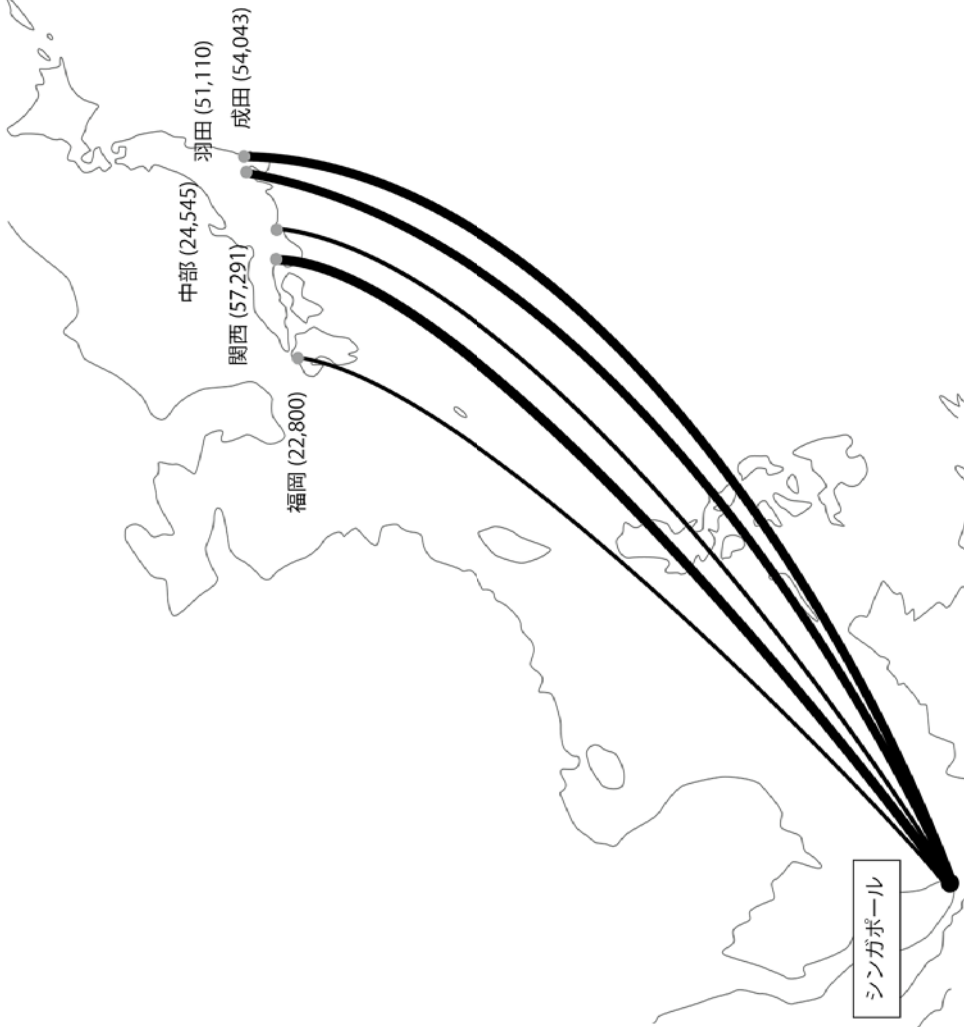 成田 (54,043)
羽田 (51,110)
中部 (24,545)
関西 (57,291)
福岡 (22,800)
シンガポール